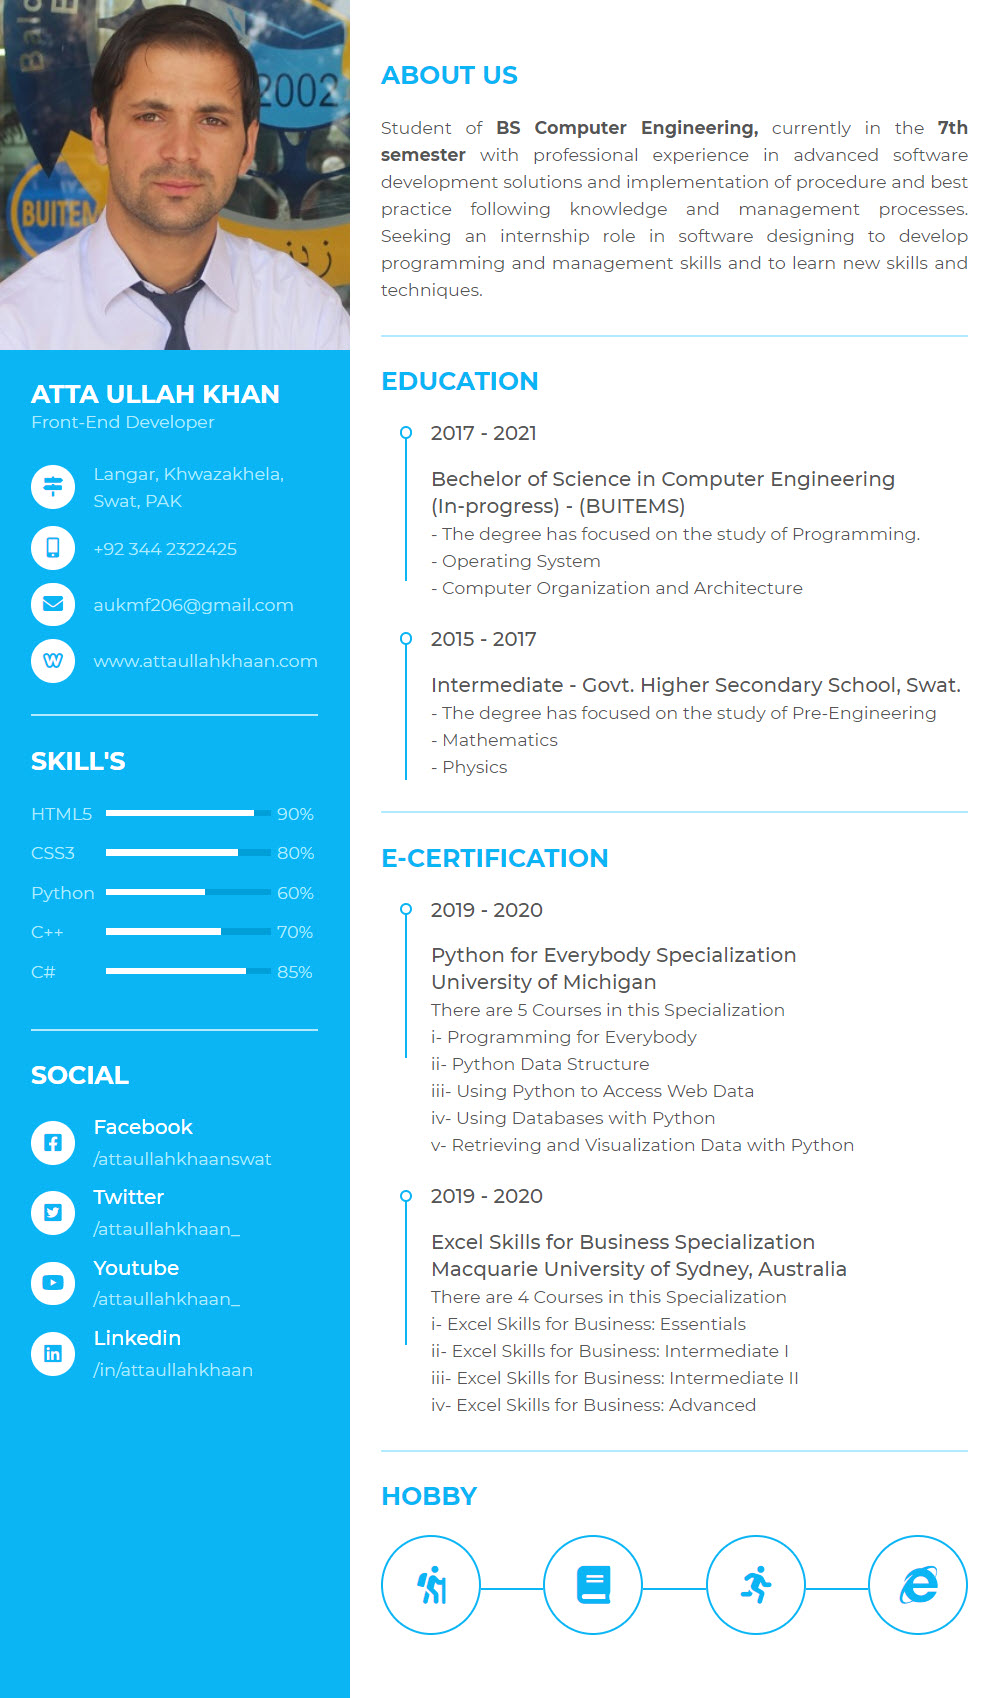 Balo
E
2002
BUITEM
زين
ATTA ULLAH KHAN
Front-End Developer
Langar, Khwazakhela,
Swat, PAK
+92 344 2322425
aukmf206@gmail.com
www.attaullahkhaan.com
SKILL'S
HTML5 90%
CSS3 80%
Python 60%
C++ 70%
C# 85%
SOCIAL
Facebook
/attaullahkhaanswat
Twitter
/attaullahkhaan_
Youtube
/attaullahkhaan_
Linkedin
/in/attaullahkhaan
ABOUT US
Student of BS Computer Engineering, currently in the 7th
semester with professional experience in advanced software
development solutions and implementation of procedure and best
practice following knowledge and management processes.
Seeking an internship role in software designing to develop
programming and management skills and to learn new skills and
techniques.
EDUCATION
2017 - 2021
Bechelor of Science in Computer Engineering
(In-progress) - (BUITEMS)
- The degree has focused on the study of Programming.
- Operating System
- Computer Organization and Architecture
2015 - 2017
Intermediate - Govt. Higher Secondary School, Swat.
- The degree has focused on the study of Pre-Engineering
- Mathematics
- Physics
E-CERTIFICATION
2019 - 2020
Python for Everybody Specialization
University of Michigan
There are 5 Courses in this Specialization
i- Programming for Everybody
ii- Python Data Structure
iii- Using Python to Access Web Data
iv- Using Databases with Python
v- Retrieving and Visualization Data with Python
2019 - 2020
Excel Skills for Business Specialization
Macquarie University of Sydney, Australia
There are 4 Courses in this Specialization
i- Excel Skills for Business: Essentials
ii- Excel Skills for Business: Intermediate I
iii- Excel Skills for Business: Intermediate II
iv- Excel Skills for Business: Advanced
HOBBY